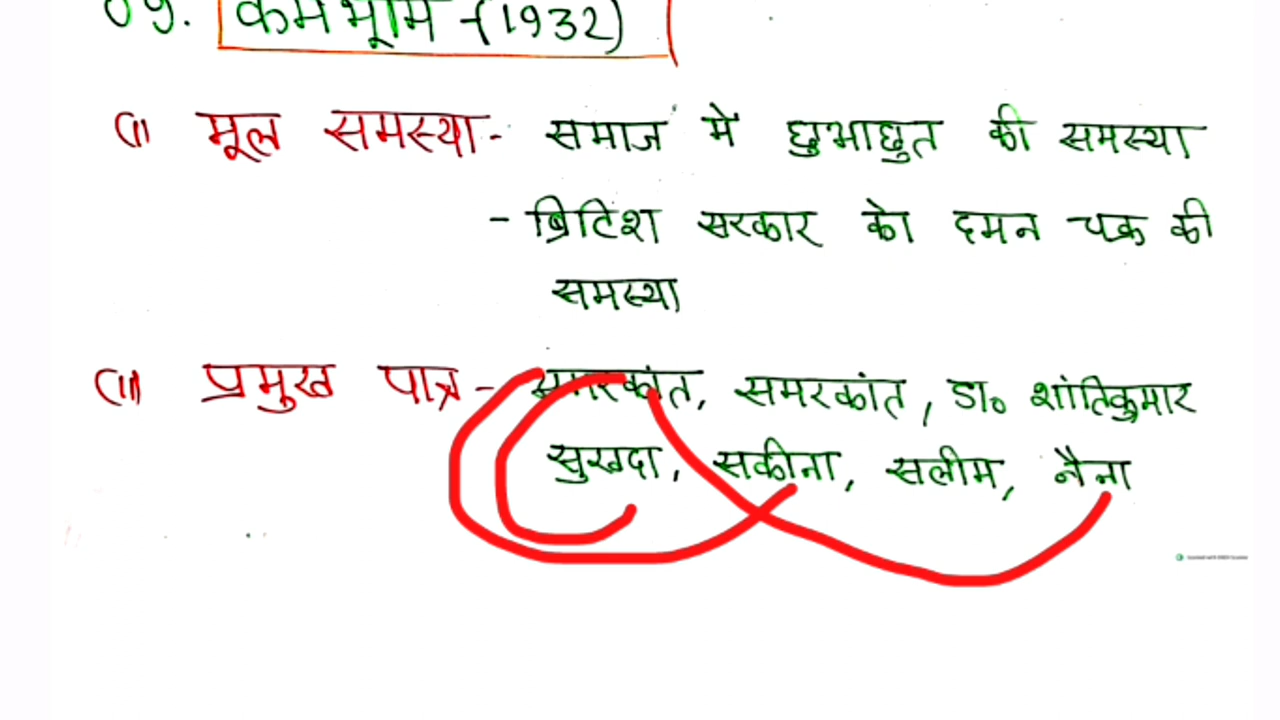 09. कर्मभूमि -(1932)
(i) मूल समस्या - समाज में छुआछुत की समस्या
- ब्रिटिश सरकार के दमन चक्र की
समस्या
(ii) प्रमुख पात्र - अमरकांत, समरकांत, डा० शांतिकुमार
सुखदा, सकीना, सलीम, नैना